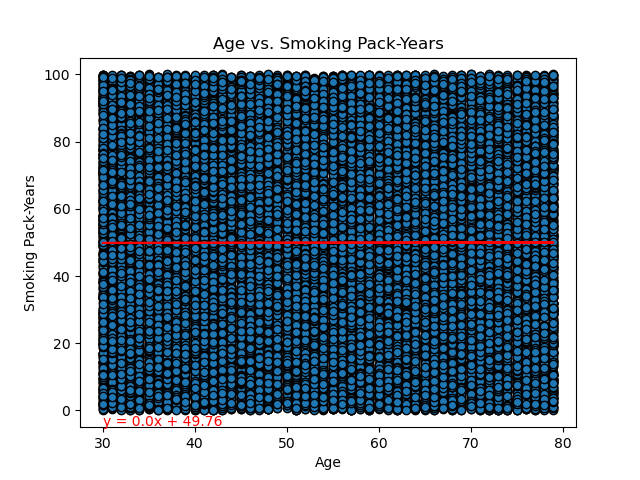 Age vs. Smoking Pack-Years
100
80
60
40
20
0
Smoking Pack-Years
y = 0.0x + 49.76
30 40 50 60 70 80
Age